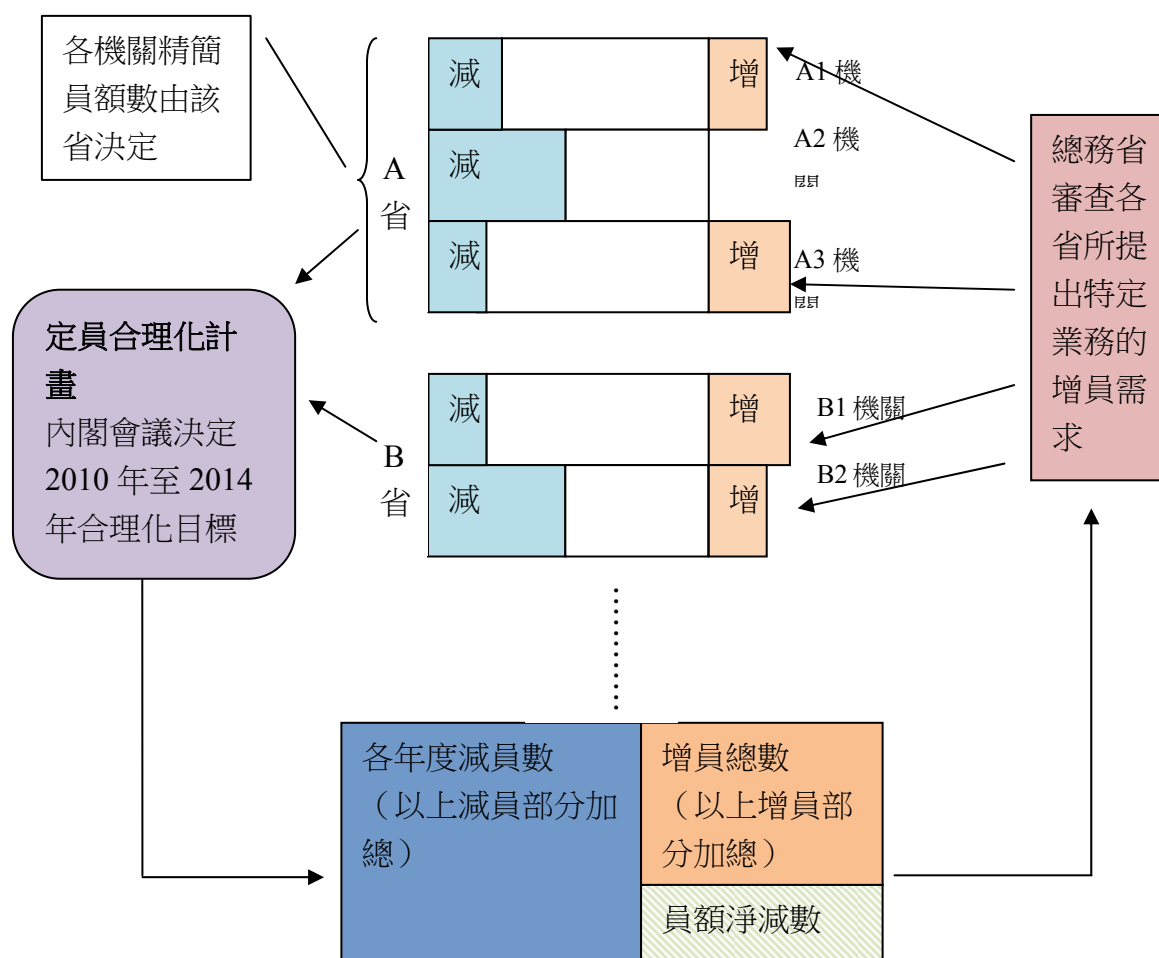 各機關精簡
員額數由該
省決定
減
增
A1 機
減
A2 機
減
增
A3 機
A
省
總務省
審查各
省所提
出特定
業務的
增員需
求
定員合理化計
畫
內閣會議決定
2010 年至 2014
年合理化目標
減
增
B1 機關
減
增
B2 機關
B
省
各年度減員數
（以上減員部分加
總）
增員總數
（以上增員部
分加總）
員額淨減數